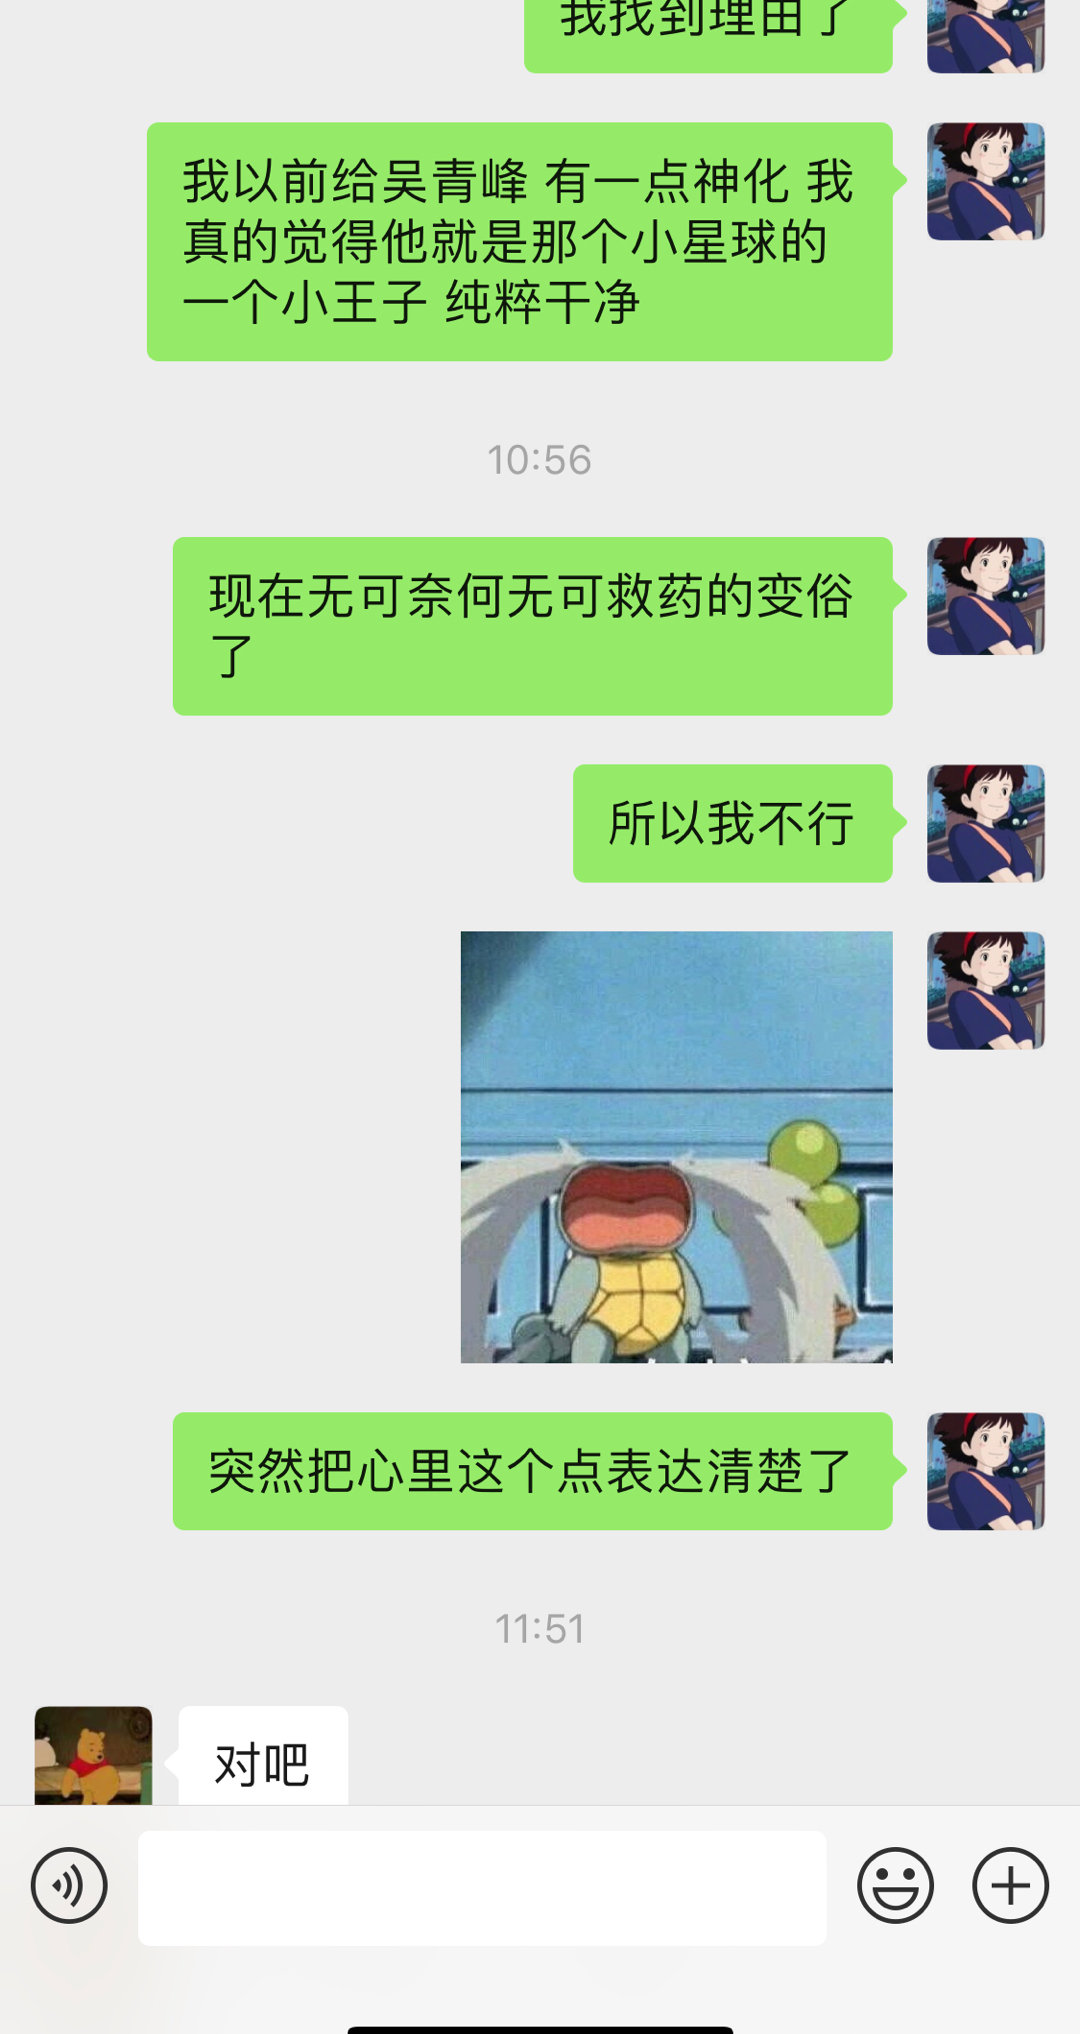 我找到理由了
我以前给吴青峰 有一点神化 我
真的觉得他就是那个小星球的
一个小王子 纯粹干净
10:56
现在无可奈何无可救药的变俗
了
所以我不行
突然把心里这个点表达清楚了
11:51
对吧